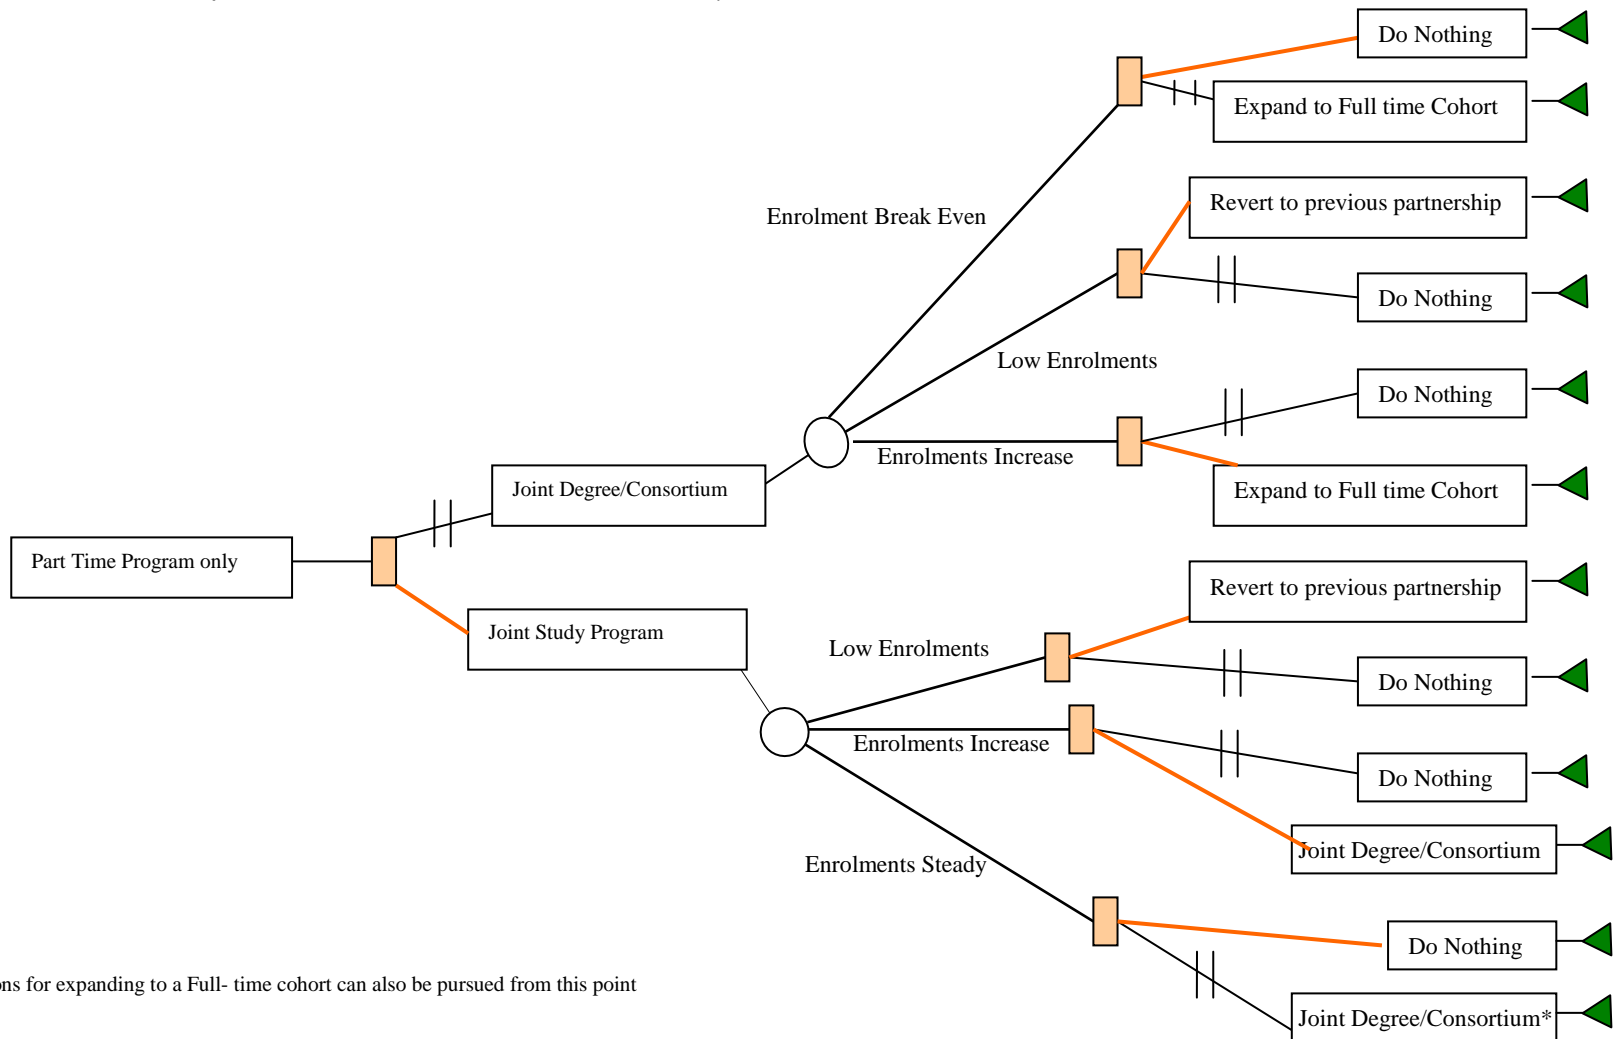 Do Nothing
Expand to Full time Cohort
Enrolment Break Even
Revert to previous partnership
Do Nothing
Low Enrolments
Do Nothing
Enrolments Increase
Expand to Full time Cohort
Joint Degree/Consortium
Part Time Program only
Joint Study Program
Revert to previous partnership
Low Enrolments
Do Nothing
Enrolments Increase
Do Nothing
Joint Degree/Consortium
Enrolments Steady
Do Nothing
for expanding to a Full- time cohort can also be pursued from this point
Joint Degree/Consortium*